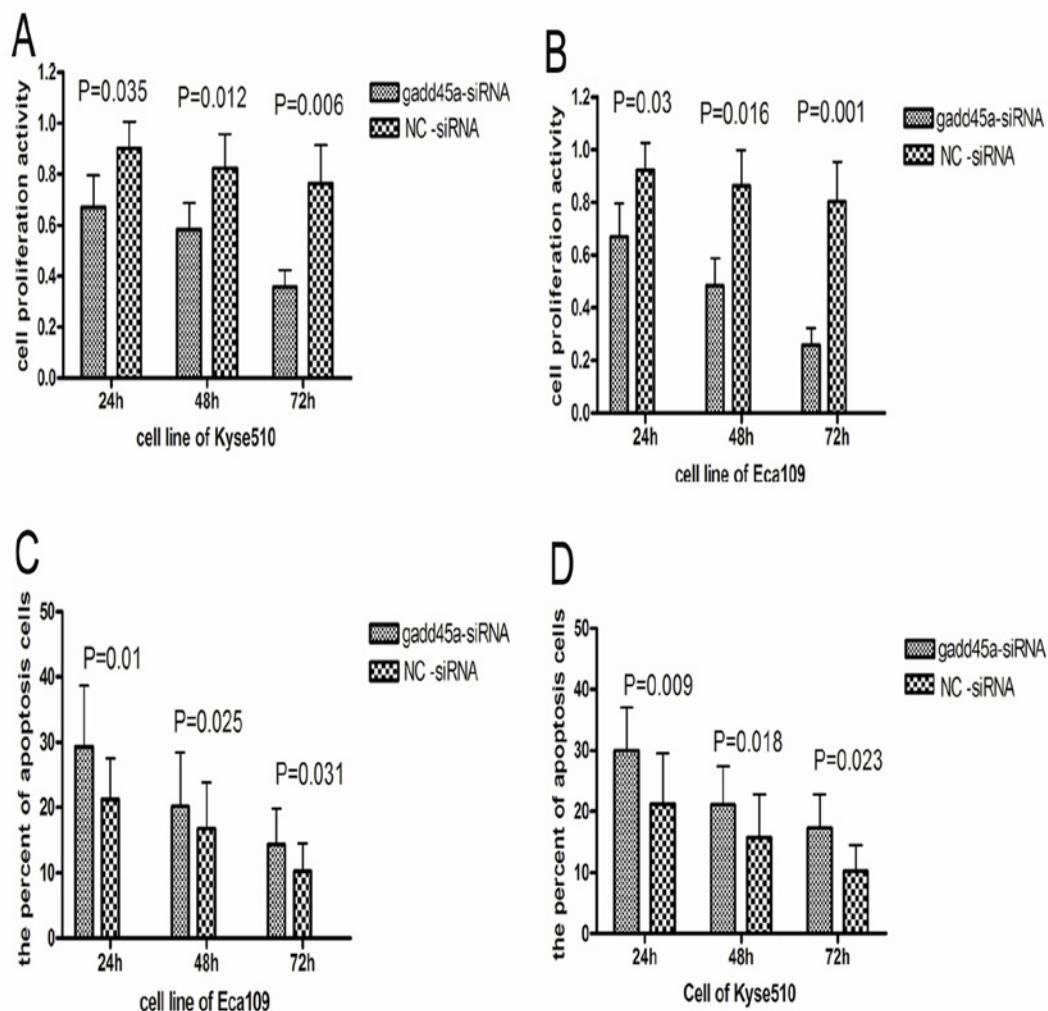 A
cell proliferation activity
1.2
1.0
0.8
0.6
0.4
0.2
0.0
P=0.035
P=0.012
P=0.006
gadd45a-siRNA
NC -siRNA
24h
48h
72h
cell line of Kyse510
B
cell proliferation activity
1.2
1.0
0.8
0.6
0.4
0.2
0.0
P=0.03
P=0.016
P=0.001
gadd45a-siRNA
NC -siRNA
24h
48h
72h
cell line of Eca109
C
the percent of apoptosis cells
50
40
30
20
10
0
P=0.01
P=0.025
P=0.031
gadd45a-siRNA
NC -siRNA
24h
48h
72h
cell line of Eca109
D
the percent of apoptosis cells
50
40
30
20
10
0
P=0.009
P=0.018
P=0.023
gadd45a-siRNA
NC -siRNA
24h
48h
72h
Cell of Kyse510